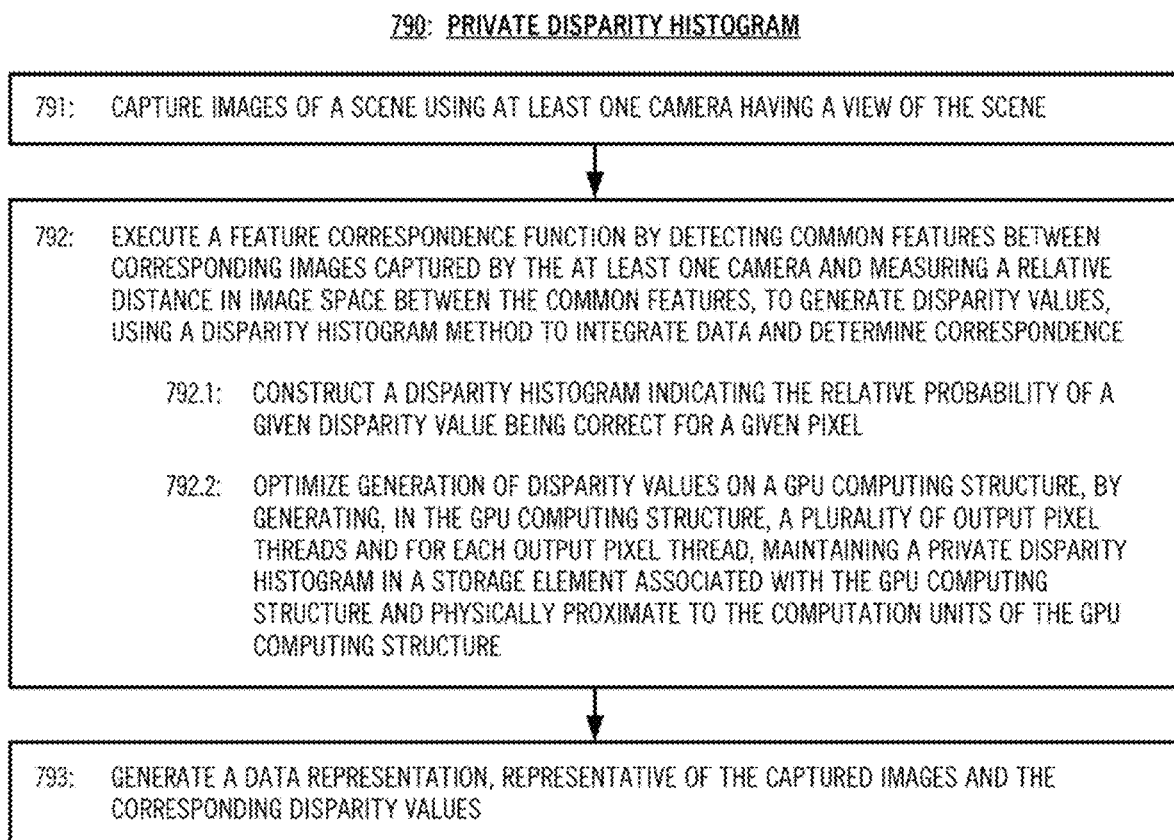 790: PRIVATE DISPARITY HISTOGRAM
791: CAPTURE IMAGES OF A SCENE USING AT LEAST ONE CAMERA HAVING A VIEW OF THE SCENE
792: EXECUTE A FEATURE CORRESPONDENCE FUNCTION BY DETECTING COMMON FEATURES BETWEEN
CORRESPONDING IMAGES CAPTURED BY THE AT LEAST ONE CAMERA AND MEASURING A RELATIVE
DISTANCE IN IMAGE SPACE BETWEEN THE COMMON FEATURES, TO GENERATE DISPARITY VALUES,
USING A DISPARITY HISTOGRAM METHOD TO INTEGRATE DATA AND DETERMINE CORRESPONDENCE
792.1: CONSTRUCT A DISPARITY HISTOGRAM INDICATING THE RELATIVE PROBABILITY OF A
GIVEN DISPARITY VALUE BEING CORRECT FOR A GIVEN PIXEL
792.2: OPTIMIZE GENERATION OF DISPARITY VALUES ON A GPU COMPUTING STRUCTURE, BY
GENERATING, IN THE GPU COMPUTING STRUCTURE, A PLURALITY OF OUTPUT PIXEL
THREADS AND FOR EACH OUTPUT PIXEL THREAD, MAINTAINING A PRIVATE DISPARITY
HISTOGRAM IN A STORAGE ELEMENT ASSOCIATED WITH THE GPU COMPUTING
STRUCTURE AND PHYSICALLY PROXIMATE TO THE COMPUTATION UNITS OF THE GPU
COMPUTING STRUCTURE
793: GENERATE A DATA REPRESENTATION, REPRESENTATIVE OF THE CAPTURED IMAGES AND THE
CORRESPONDING DISPARITY VALUES